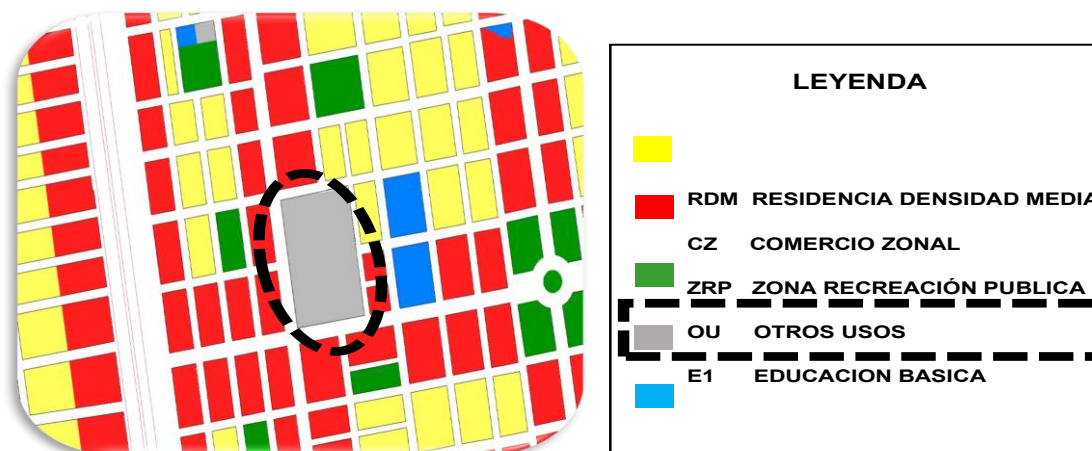 LEYENDA
RDM RESIDENCIA DENSIDAD MEDIA
CZ COMERCIO ZONAL
ZRP ZONA RECREACIÓN PUBLICA
OU OTROS USOS
E1 EDUCACION BASICA